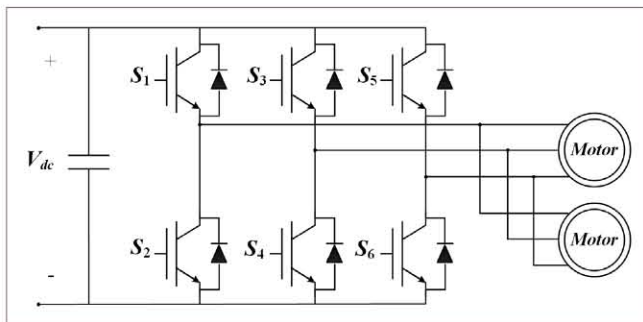 +
S1 S3 S5
Motor
Vdc
Motor
S2 S4 S6
-